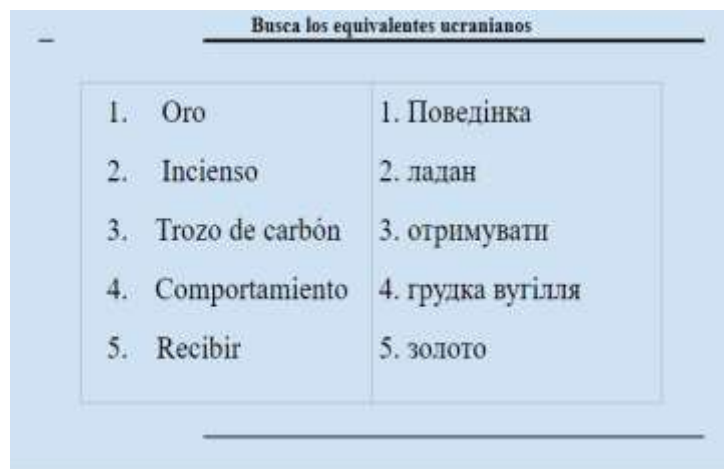 Busca los equivalentes ucranianos
1. Oro
1. Поведінка
2. Incienso
2. ладан
3. Trozo de carbón
3. отримувати
4. Comportamiento
4. грудка вугілля
5. Recibir
5. золото